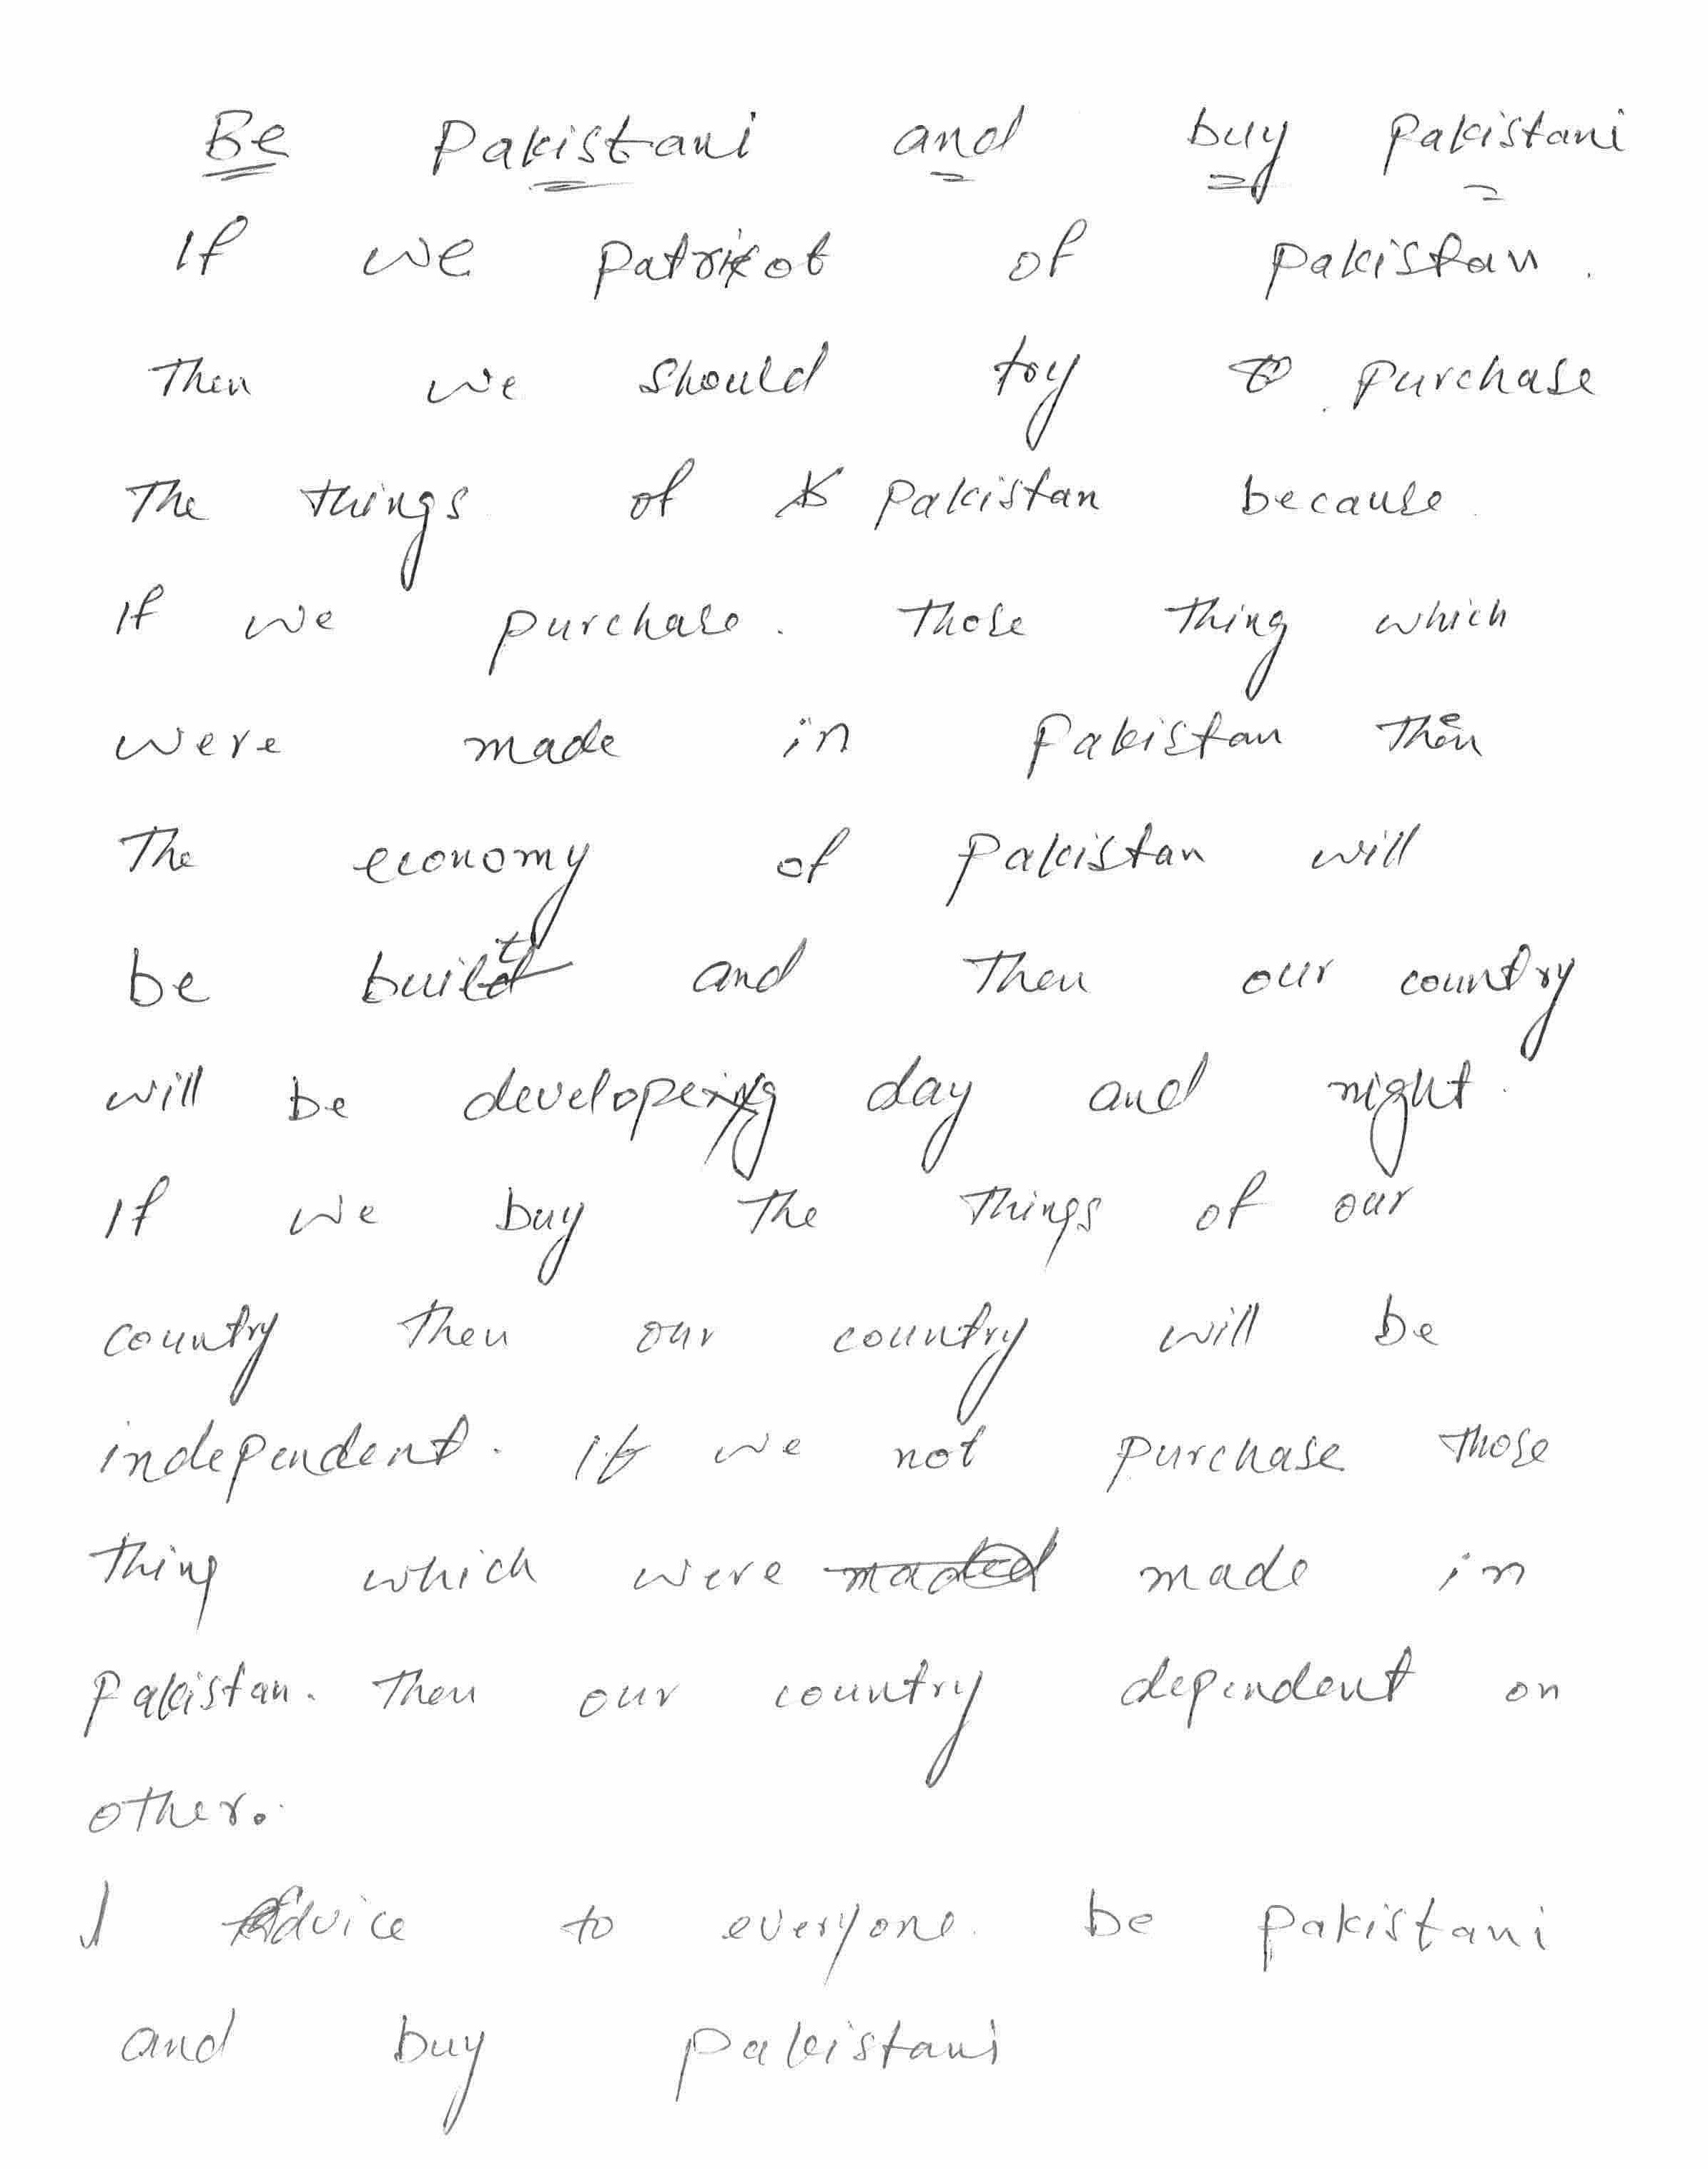 Be Pakistani and buy Pakistani
If we patriot of Pakistan.
Then we should try to purchase
The things of Pakistan because
If we purchase. Those thing which
were made in Pakistan Then
The economy of Pakistan will
be built and Then our country
will be developing day and night.
If we buy The Things of our
country Then our country will be
independent. If we not purchase Those
Thing which were made in
Pakistan. Then our country dependent on
other.
I Advice to everyone. be Pakistani
and buy Pakistani